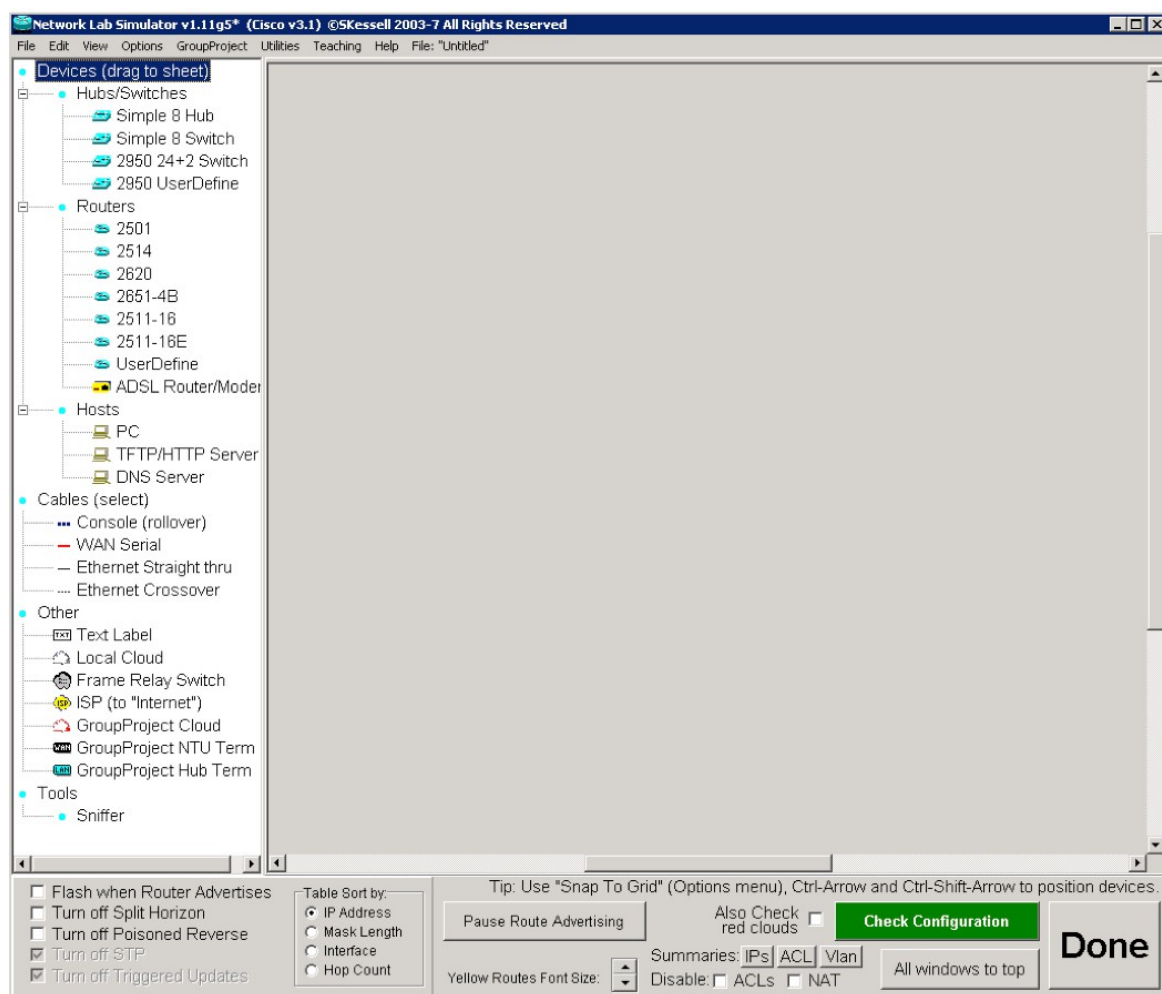 Network Lab Simulator v1.11g5* (Cisco v3.1) ©SKessell 2003-7 All Rights Reserved
File Edit View Options GroupProject Utilities Teaching Help File: "Untitled"
Devices (drag to sheet)
Hubs/Switches
Simple 8 Hub
Simple 8 Switch
2950 24+2 Switch
2950 UserDefine
Routers
2501
2514
2620
2651-4B
2511-16
2511-16E
UserDefine
ADSL Router/Moder
Hosts
PC
TFTP/HTTP Server
DNS Server
Cables (select)
Console (rollover)
WAN Serial
Ethernet Straight thru
Ethernet Crossover
Other
TXT Text Label
Local Cloud
Frame Relay Switch
ISP ISP (to "Internet")
GroupProject Cloud
WAN GroupProject NTU Term
LAN GroupProject Hub Term
Tools
Sniffer
Flash when Router Advertises
Turn off Split Horizon
Turn off Poisoned Reverse
Turn off STP
Turn off Triggered Updates
Table Sort by:
IP Address
Mask Length
Interface
Hop Count
Tip: Use "Snap To Grid" (Options menu), Ctrl-Arrow and Ctrl-Shift-Arrow to position devices.
Pause Route Advertising
Also Check
red clouds
Check Configuration
Done
Yellow Routes Font Size:
Summaries: IPs ACL Vlan
Disable: ACLs NAT
All windows to top